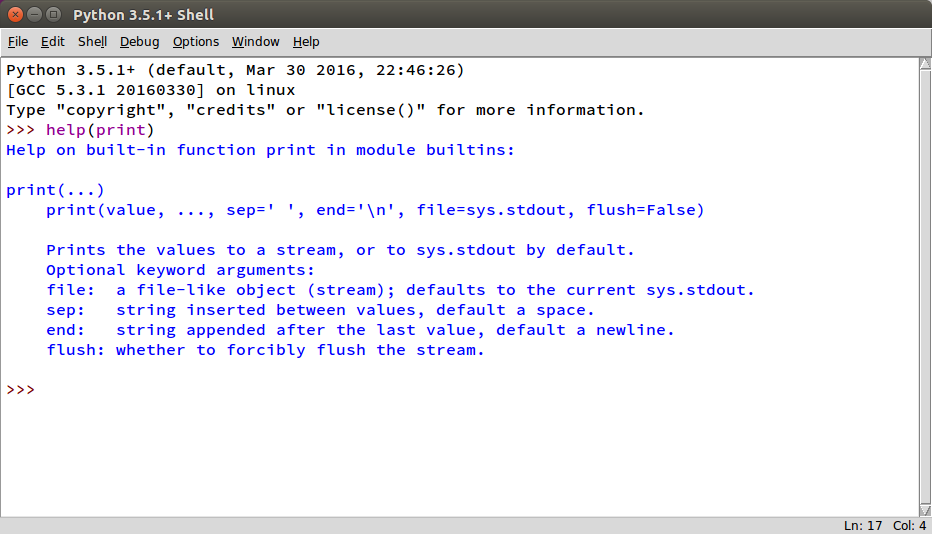 Python 3.5.1+ Shell
File Edit Shell Debug Options Window Help
Python 3.5.1+ (default, Mar 30 2016, 22:46:26)
[GCC 5.3.1 20160330] on linux
Type "copyright", "credits" or "license()" for more information.
>>> help(print)
Help on built-in function print in module builtins:

print(...)
    print(value, ..., sep=' ', end='\n', file=sys.stdout, flush=False)

    Prints the values to a stream, or to sys.stdout by default.
    Optional keyword arguments:
    file:  a file-like object (stream); defaults to the current sys.stdout.
    sep:   string inserted between values, default a space.
    end:   string appended after the last value, default a newline.
    flush: whether to forcibly flush the stream.

>>>
Ln: 17 Col: 4